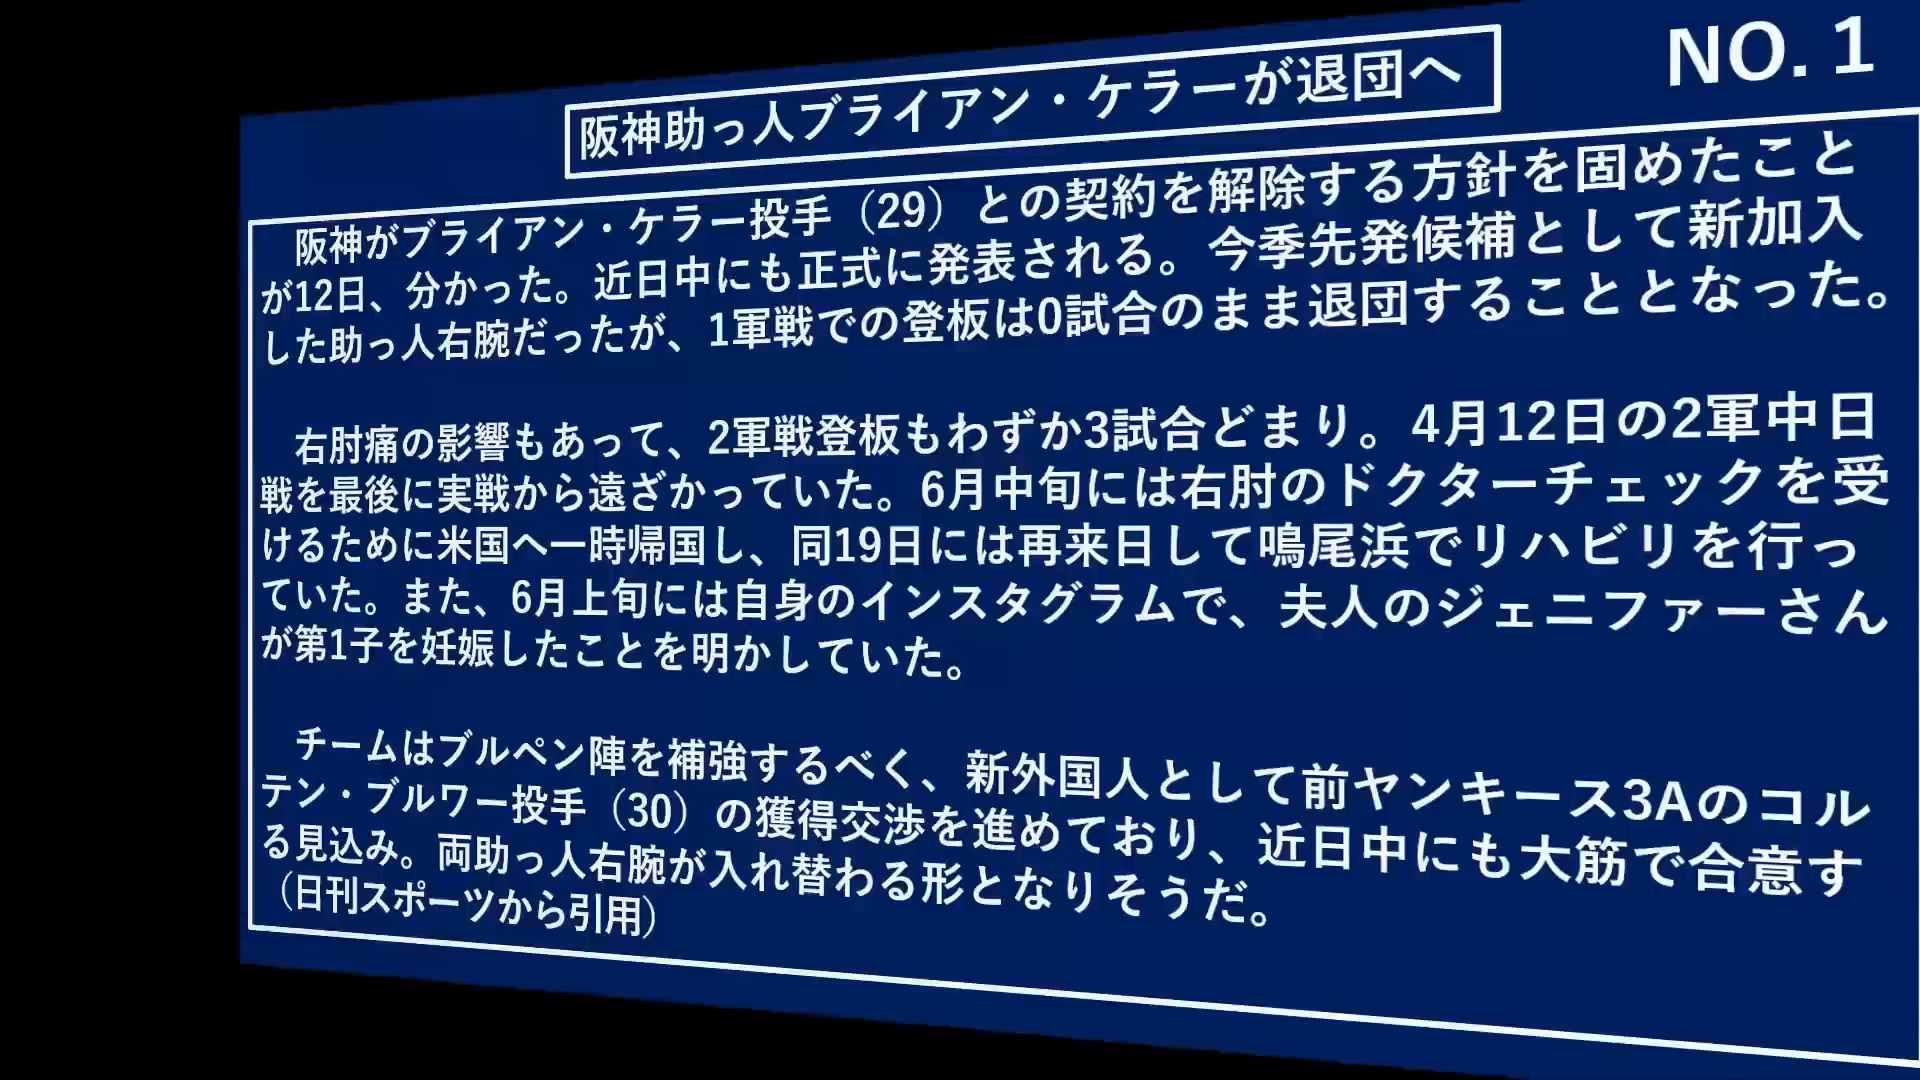 NO. 1
阪神助っ人ブライアン・ケラーが退団へ
阪神がブライアン・ケラー投手（29）との契約を解除する方針を固めたこと
が12日、分かった。近日中にも正式に発表される。今季先発候補として新加入
した助っ人右腕だったが、1軍戦での登板は0試合のまま退団することとなった。
右肘痛の影響もあって、2軍戦登板もわずか3試合どまり。4月12日の2軍中日
戦を最後に実戦から遠ざかっていた。6月中旬には右肘のドクターチェックを受
けるために米国へ一時帰国し、同19日には再来日して鳴尾浜でリハビリを行っ
ていた。また、6月上旬には自身のインスタグラムで、夫人のジェニファーさん
が第1子を妊娠したことを明かしていた。
チームはブルペン陣を補強するべく、新外国人として前ヤンキース3Aのコル
テン・ブルワー投手（30）の獲得交渉を進めており、近日中にも大筋で合意す
る見込み。両助っ人右腕が入れ替わる形となりそうだ。
（日刊スポーツから引用）